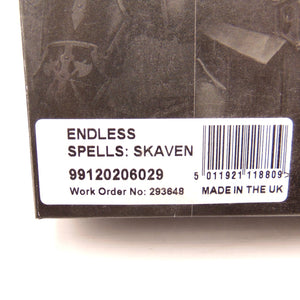 ENDLESS
SPELLS: SKAVEN
99120206029
Work Order No: 293648
5 011921 118809
MADE IN THE UK